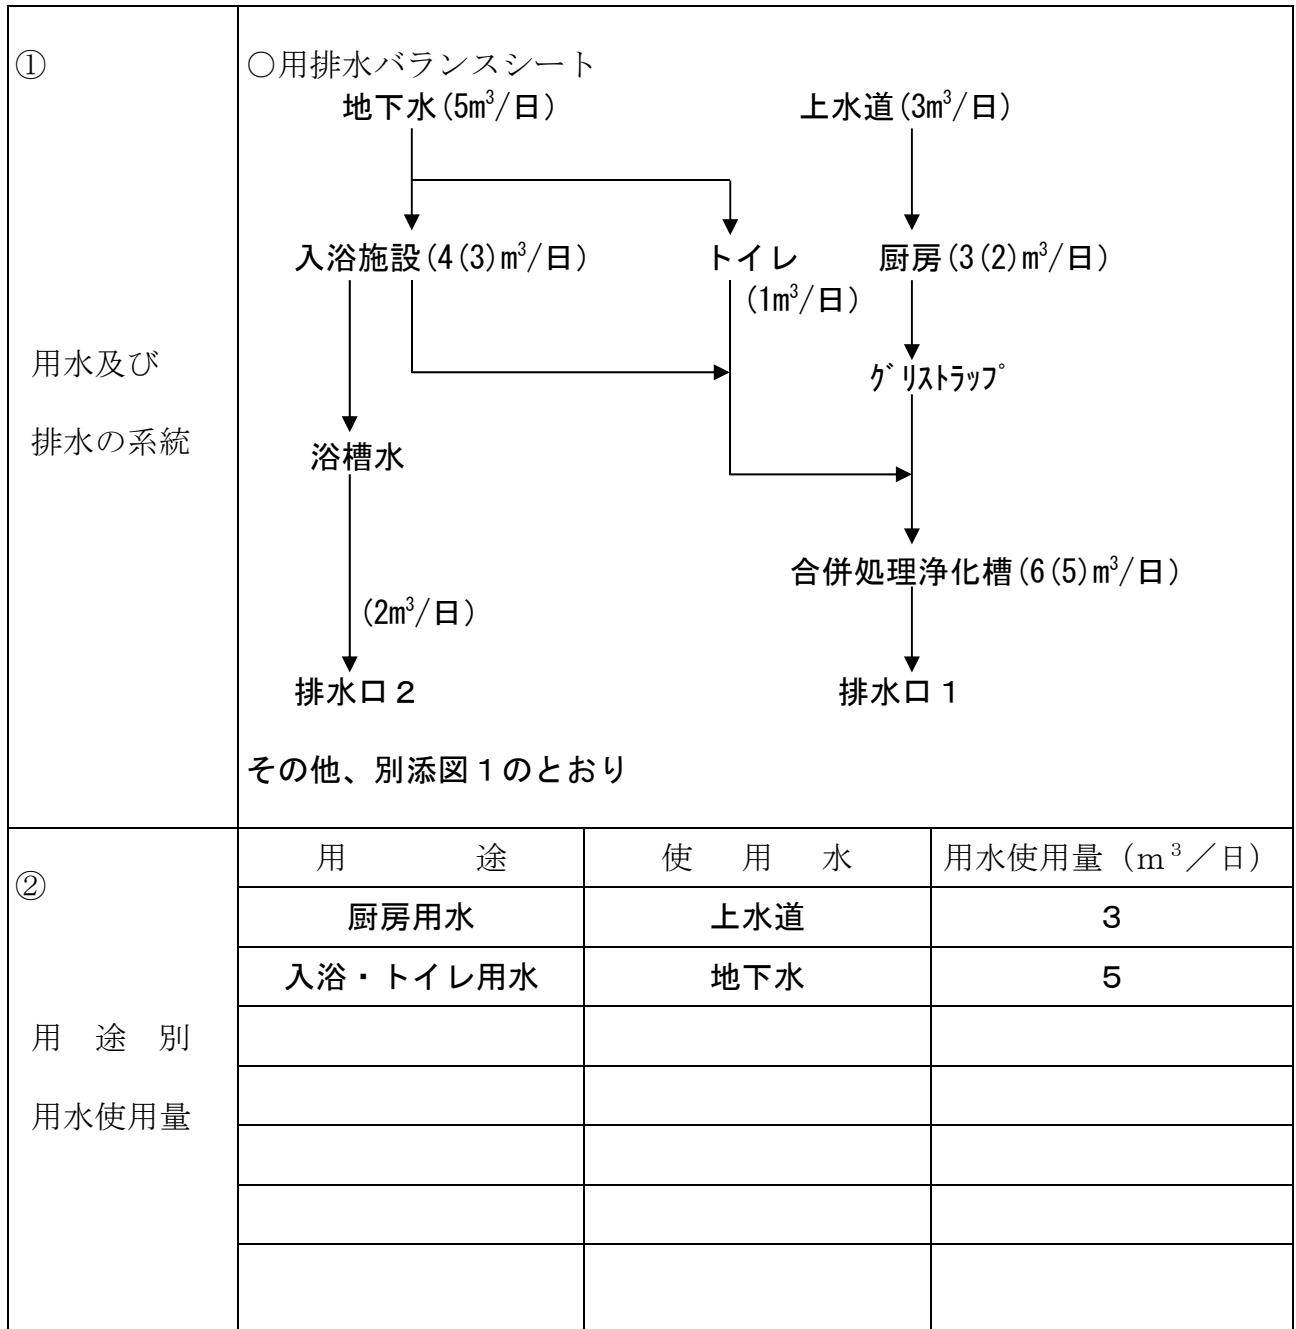 ①
用水及び
排水の系統
○用排水バランスシート
地下水(5m³/日) 上水道(3m³/日)
入浴施設(4(3)m³/日) トイレ 厨房(3(2)m³/日)
(1m³/日)
グリストラップ
浴槽水
合併処理浄化槽(6(5)m³/日)
(2m³/日)
排水口2 排水口1
その他、別添図1のとおり
②
用途別
用水使用量
用途 使用水 用水使用量(m³/日)
厨房用水 上水道 3
入浴・トイレ用水 地下水 5